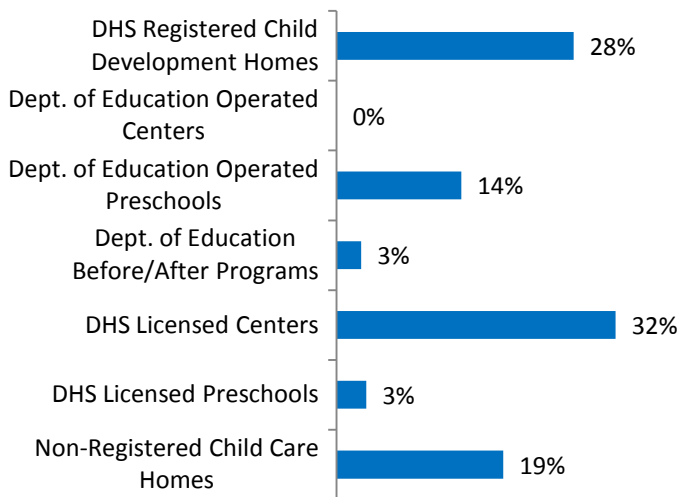 DHS Registered Child
Development Homes
28%
Dept. of Education Operated
Centers
0%
Dept. of Education Operated
Preschools
14%
Dept. of Education
Before/After Programs
3%
DHS Licensed Centers
32%
DHS Licensed Preschools
3%
Non-Registered Child Care
Homes
19%